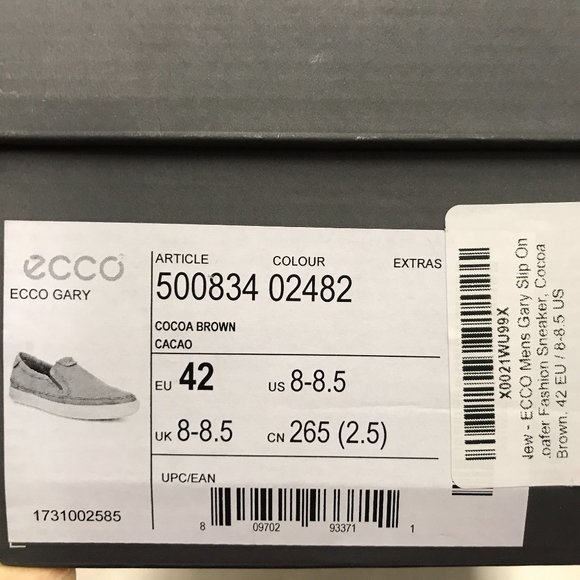 ecco
ECCO GARY
1731002585
ARTICLE COLOUR EXTRAS
500834 02482
COCOA BROWN
CACAO
EU 42 US 8-8.5
UK 8-8.5 CN 265 (2.5)
UPC/EAN
8 09702 93371 1
X0021WU99X
New - ECCO Mens Gary Slip On
Loafer Fashion Sneaker, Cocoa
Brown, 42 EU / 8-8.5 US